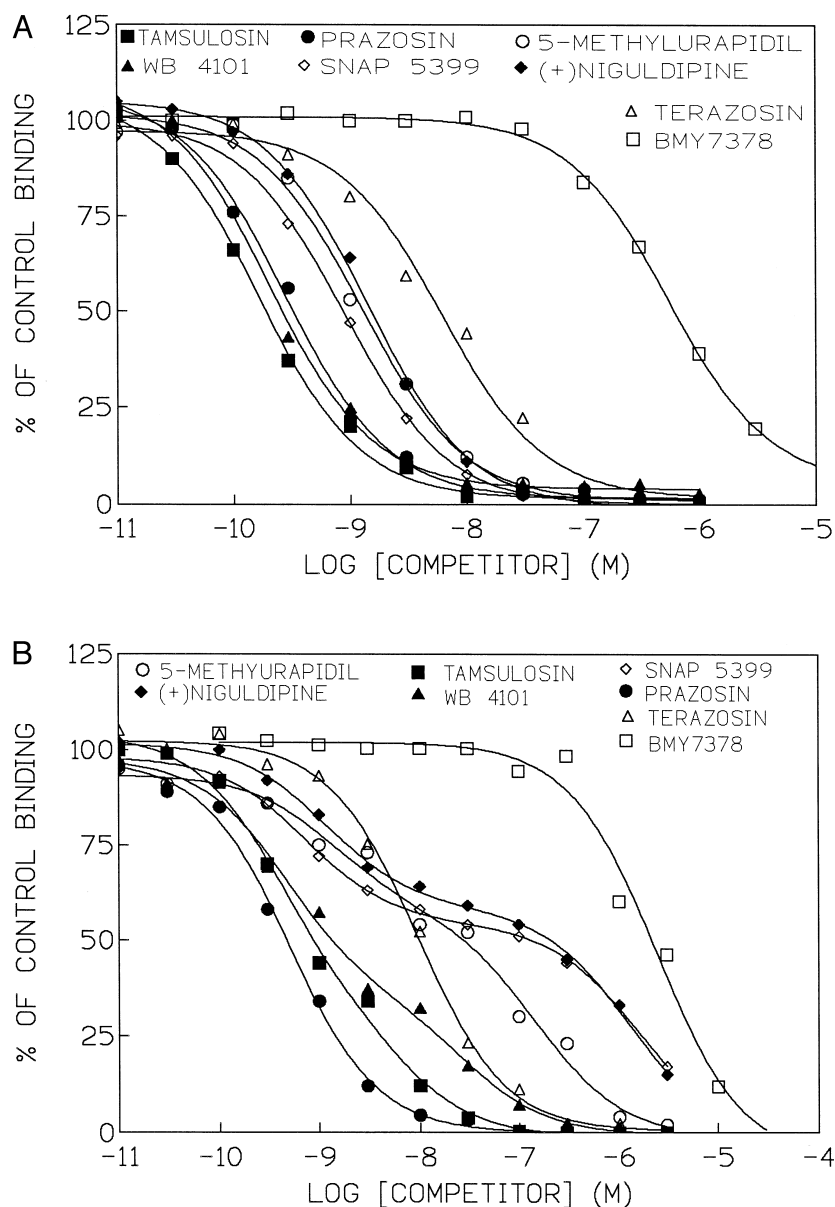 A
TAMSULOSIN PRAZOSIN 5-METHYLURAPIDIL
WB 4101 SNAP 5399 (+)NIGULDIPINE
TERAZOSIN
BMY7378
% OF CONTROL BINDING
125
100
75
50
25
0
-11 -10 -9 -8 -7 -6 -5
LOG [COMPETITOR] (M)
B
5-METHYURAPIDIL TAMSULOSIN SNAP 5399
(+)NIGULDIPINE WB 4101 PRAZOSIN
TERAZOSIN
BMY7378
% OF CONTROL BINDING
125
100
75
50
25
0
-11 -10 -9 -8 -7 -6 -5 -4
LOG [COMPETITOR] (M)